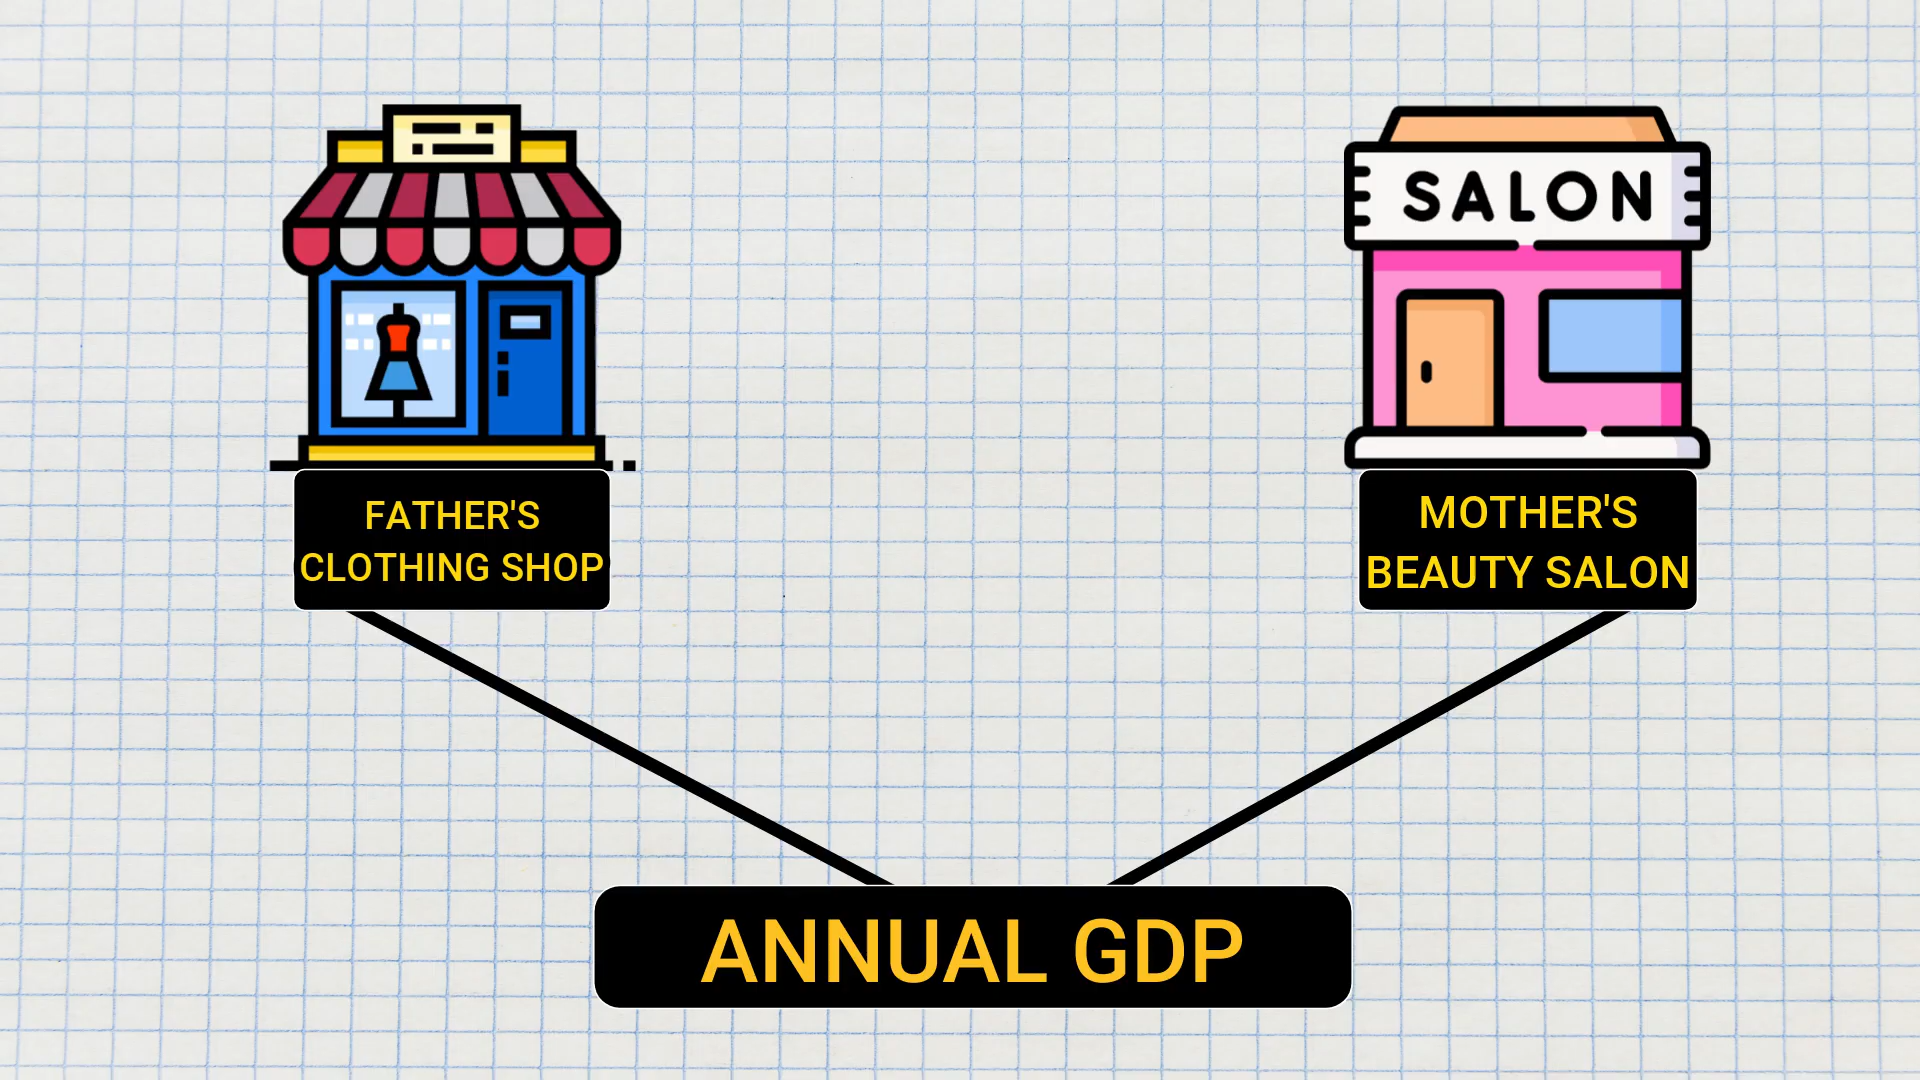 SALON
FATHER'S
CLOTHING SHOP
MOTHER'S
BEAUTY SALON
ANNUAL GDP